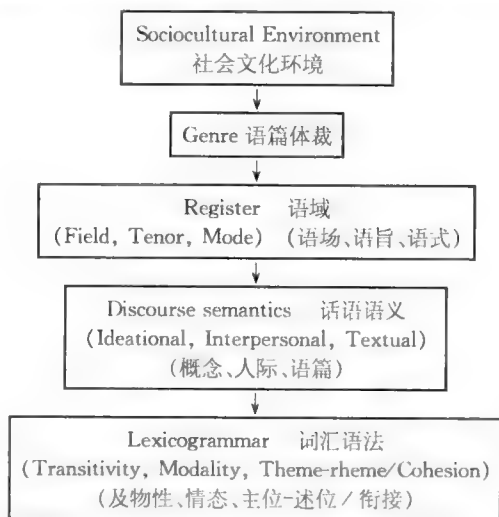 Sociocultural Environment
社会文化环境
Genre 语篇体裁
Register 语域
(Field, Tenor, Mode) (语场、语旨、语式)
Discourse semantics 话语语义
(Ideational, Interpersonal, Textual)
(概念、人际、语篇)
Lexicogrammar 词汇语法
(Transitivity, Modality, Theme-rheme/Cohesion)
(及物性、情态、主位-述位/衔接)